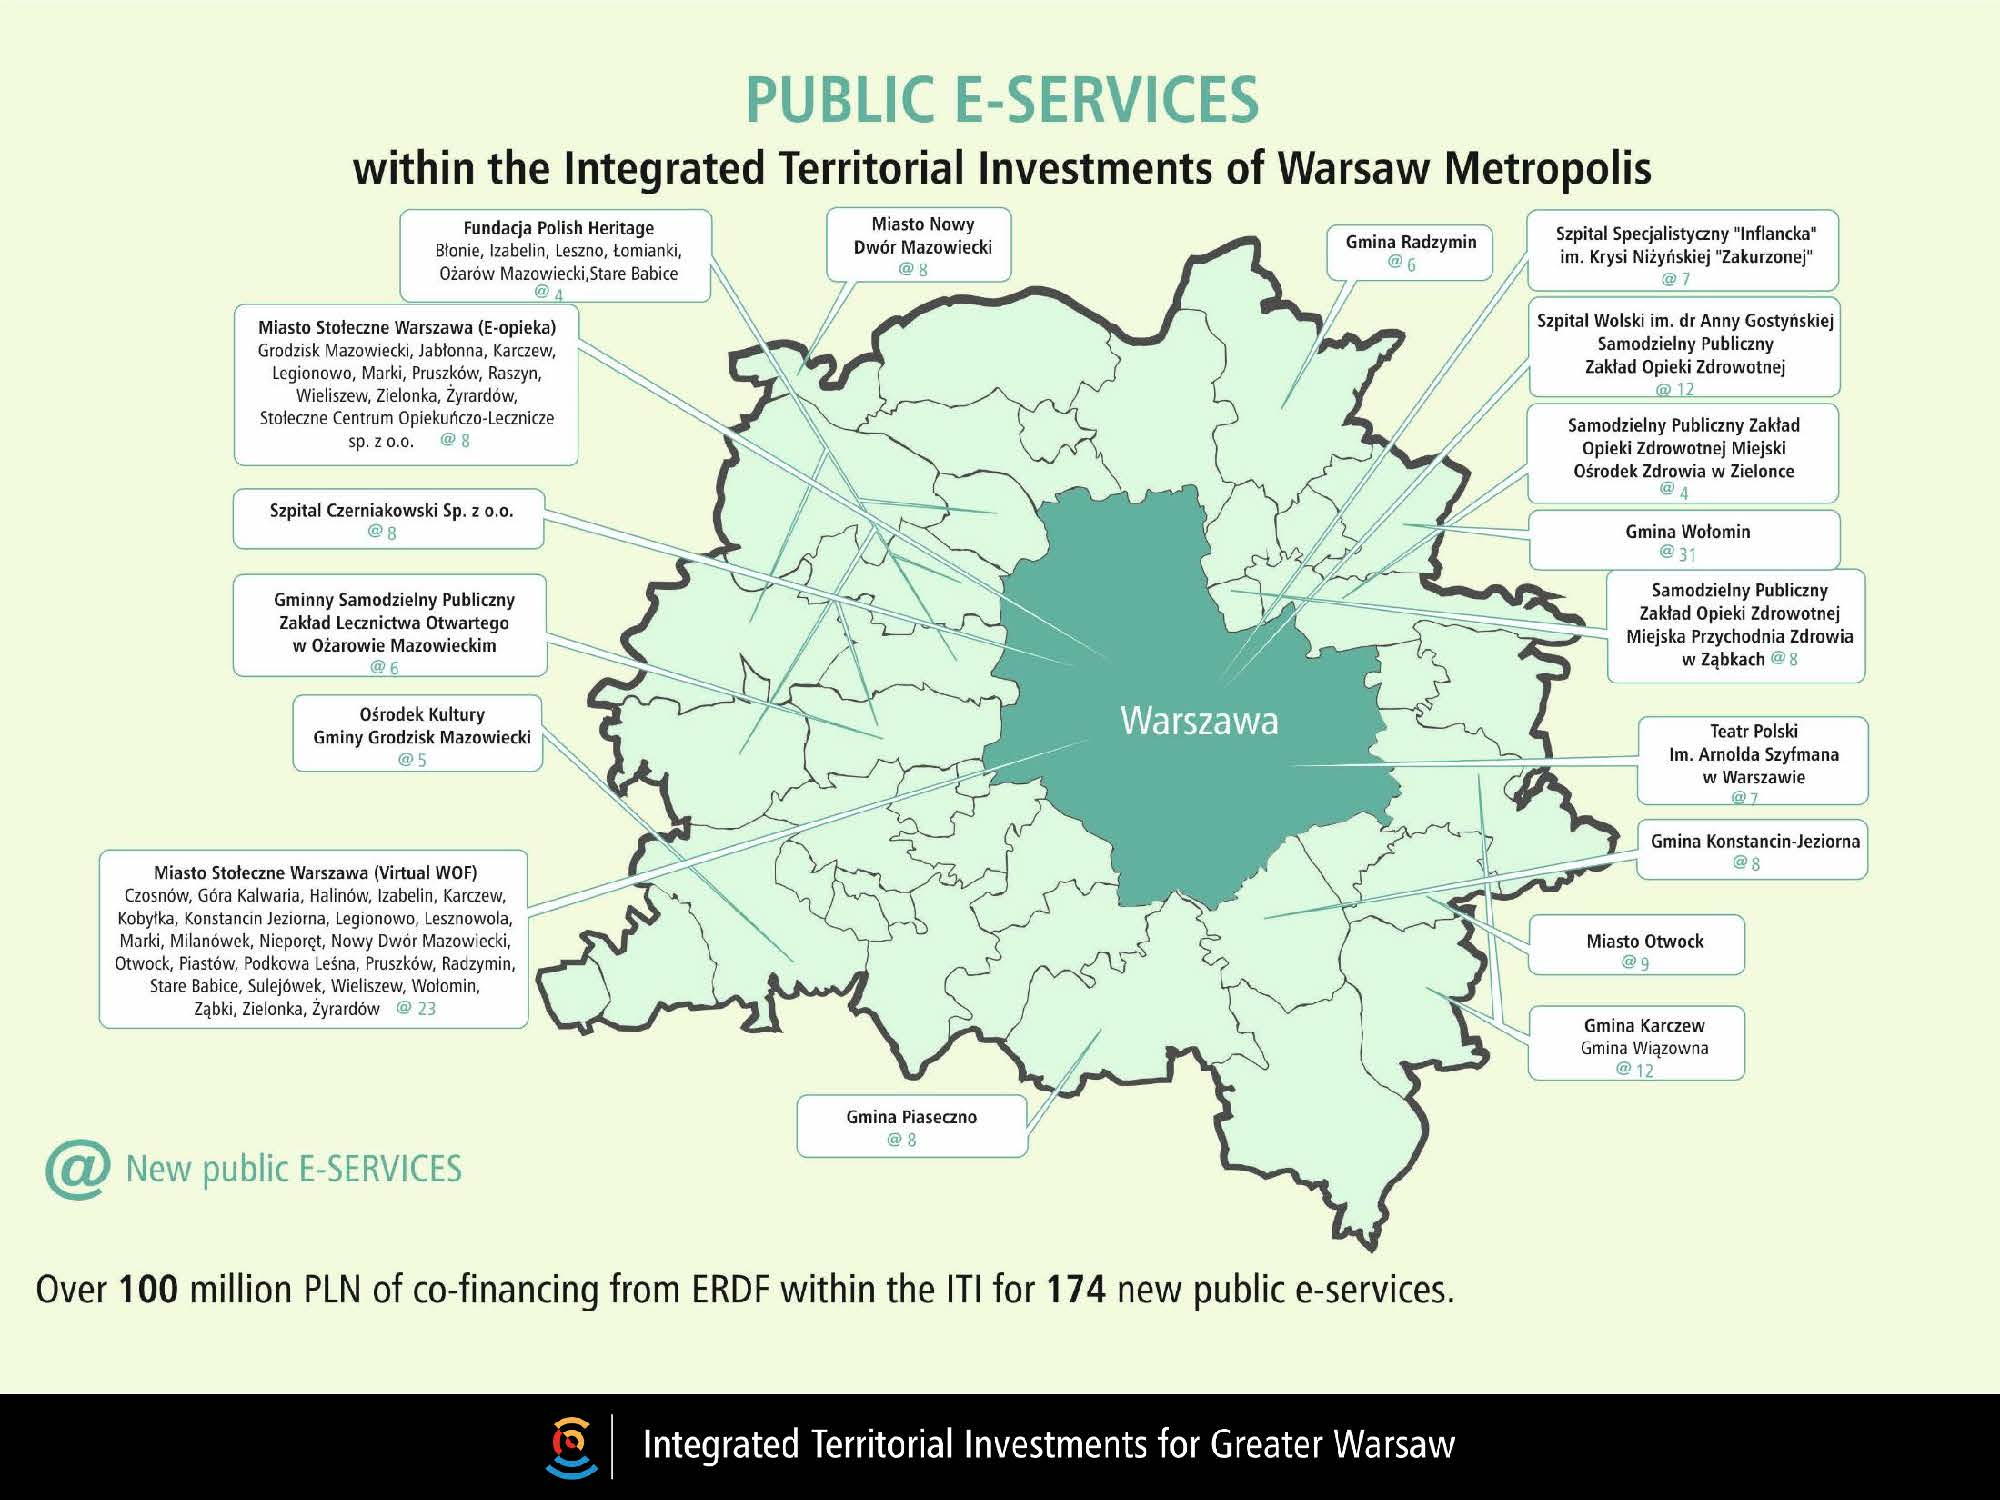 PUBLIC E-SERVICES
within the Integrated Territorial Investments of Warsaw Metropolis
Fundacja Polish Heritage
Błonie, Izabelin, Leszno, Łomianki,
Ożarów Mazowiecki,Stare Babice
@ 4
Miasto Nowy
Dwór Mazowiecki
@ 8
Gmina Radzymin
@ 6
Szpital Specjalistyczny "Inflancka"
im. Krysi Niżyńskiej "Zakurzonej"
@ 7
Miasto Stołeczne Warszawa (E-opieka)
Grodzisk Mazowiecki, Jabłonna, Karczew,
Legionowo, Marki, Pruszków, Raszyn,
Wieliszew, Zielonka, Żyrardów,
Stołeczne Centrum Opiekuńczo-Lecznicze
sp. z o.o. @ 8
Szpital Wolski im. dr Anny Gostyńskiej
Samodzielny Publiczny
Zakład Opieki Zdrowotnej
@ 12
Samodzielny Publiczny Zakład
Opieki Zdrowotnej Miejski
Ośrodek Zdrowia w Zielonce
@ 4
Szpital Czerniakowski Sp. z o.o.
@ 8
Gmina Wołomin
@ 31
Gminny Samodzielny Publiczny
Zakład Lecznictwa Otwartego
w Ożarowie Mazowieckim
@ 6
Samodzielny Publiczny
Zakład Opieki Zdrowotnej
Miejska Przychodnia Zdrowia
w Ząbkach @ 8
Ośrodek Kultury
Gminy Grodzisk Mazowiecki
@ 5
Warszawa
Teatr Polski
Im. Arnolda Szyfmana
w Warszawie
@ 7
Gmina Konstancin-Jeziorna
@ 8
Miasto Stołeczne Warszawa (Virtual WOF)
Czosnów, Góra Kalwaria, Halinów, Izabelin, Karczew,
Kobyłka, Konstancin Jeziorna, Legionowo, Lesznowola,
Marki, Milanówek, Nieporęt, Nowy Dwór Mazowiecki,
Otwock, Piastów, Podkowa Leśna, Pruszków, Radzymin,
Stare Babice, Sulejówek, Wieliszew, Wołomin,
Ząbki, Zielonka, Żyrardów @ 23
Miasto Otwock
@ 9
Gmina Karczew
Gmina Wiązowna
@ 12
Gmina Piaseczno
@ 8
@ New public E-SERVICES
Over 100 million PLN of co-financing from ERDF within the ITI for 174 new public e-services.
Integrated Territorial Investments for Greater Warsaw